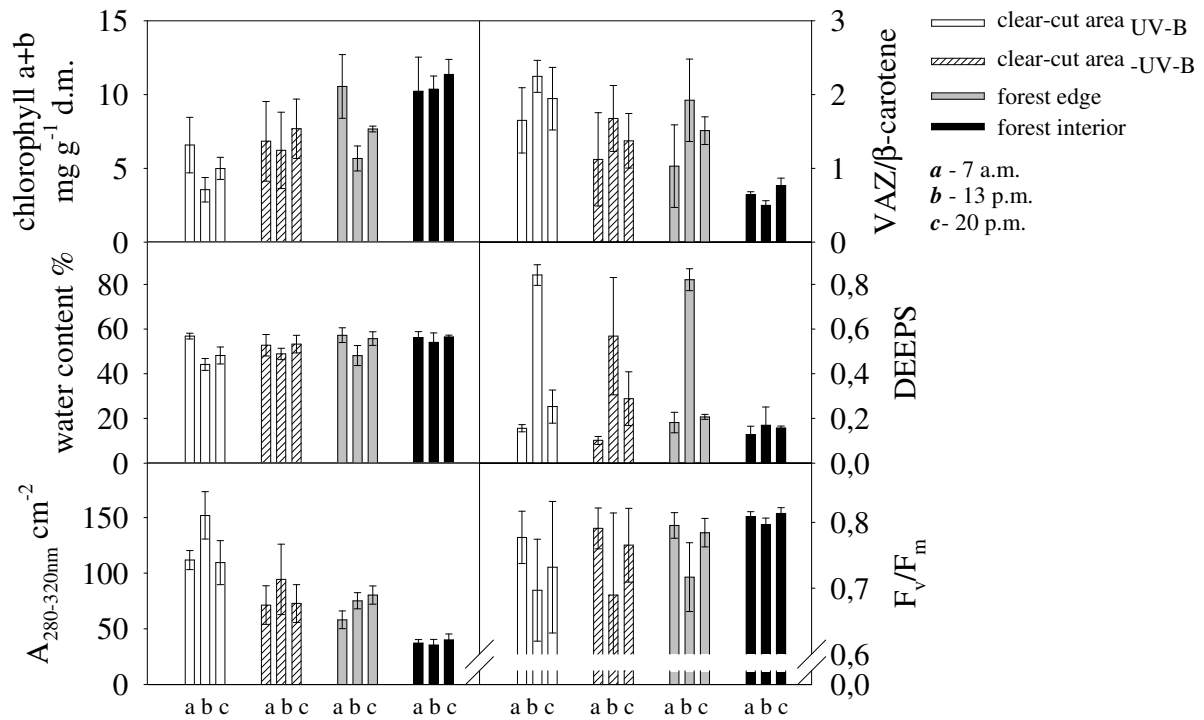 chlorophyll a+b
mg g⁻¹ d.m.
15
10
5
0
3
2
1
0
VAZ/β-carotene
clear-cut area UV-B
clear-cut area -UV-B
forest edge
forest interior
a - 7 a.m.
b - 13 p.m.
c- 20 p.m.
water content %
80
60
40
20
0
0,8
0,6
0,4
0,2
0,0
DEEPS
A280-320nm cm⁻²
150
100
50
0
0,8
0,7
0,6
0,0
Fv/Fm
a b c
a b c
a b c
a b c
a b c
a b c
a b c
a b c